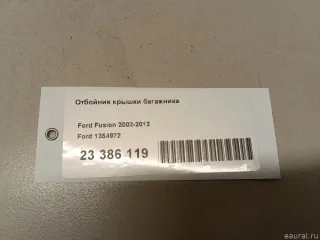 Отбойник крышки багажника
Ford Fusion 2002-2012
Ford 1354972
23 386 119
eaural.ru